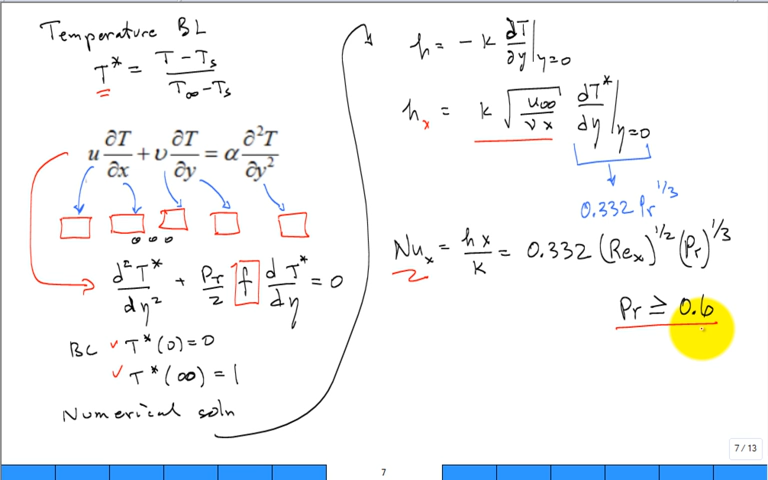 Temperature BL
T* = (T - Ts) / (T∞ - Ts)
u ∂T/∂x + υ ∂T/∂y = α ∂²T/∂y²
d²T*/dη² + Pr/2 f dT*/dη = 0
BC ✓ T*(0) = 0
✓ T*(∞) = 1
Numerical soln
h = -k ∂T/∂y |y=0
hx = k √(u∞/νx) dT*/dη |η=0
0.332 Pr^1/3
Nux = hx/k = 0.332 (Rex)^1/2 (Pr)^1/3
Pr ≥ 0.6
7/13
7